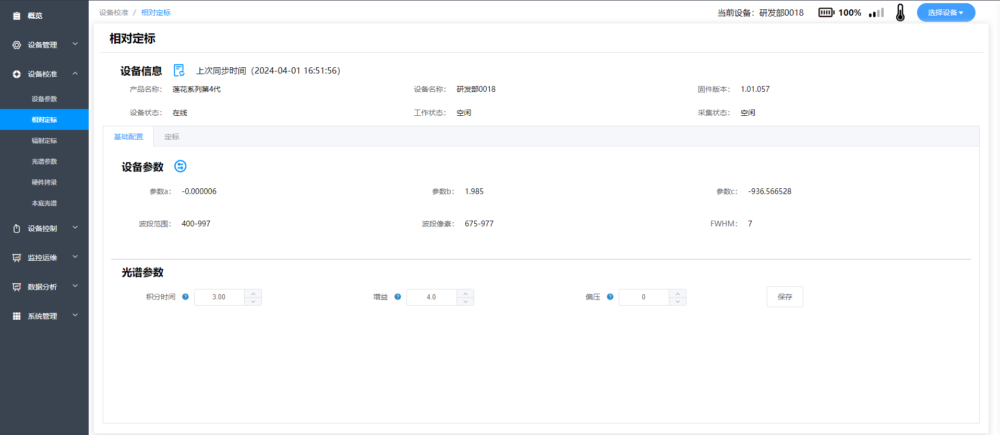 概览
设备管理
设备校准
设备参数
相对定标
辐射定标
光谱参数
硬件拷录
本底光谱
设备控制
监控运维
数据分析
系统管理
设备校准 / 相对定标
当前设备：研发部0018 100% 选择设备
相对定标
设备信息 上次同步时间（2024-04-01 16:51:56）
产品名称： 莲花系列第4代 设备名称： 研发部0018 固件版本： 1.01.057
设备状态： 在线 工作状态： 空闲 采集状态： 空闲
基础配置 定标
设备参数
参数a： -0.000006 参数b： 1.985 参数c： -936.566528
波段范围： 400-997 波段像素： 675-977 FWHM： 7
光谱参数
积分时间 ? 3.00 增益 ? 4.0 偏压 ? 0 保存